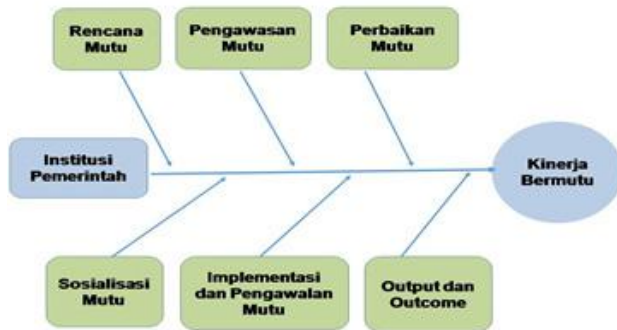 Rencana
Mutu
Pengawasan
Mutu
Perbaikan
Mutu
Institusi
Pemerintah
Kinerja
Bermutu
Sosialisasi
Mutu
Implementasi
dan Pengawalan
Mutu
Output dan
Outcome